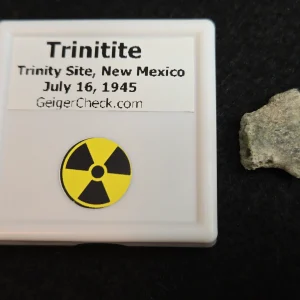 Trinitite
Trinity Site, New Mexico
July 16, 1945
GeigerCheck.com